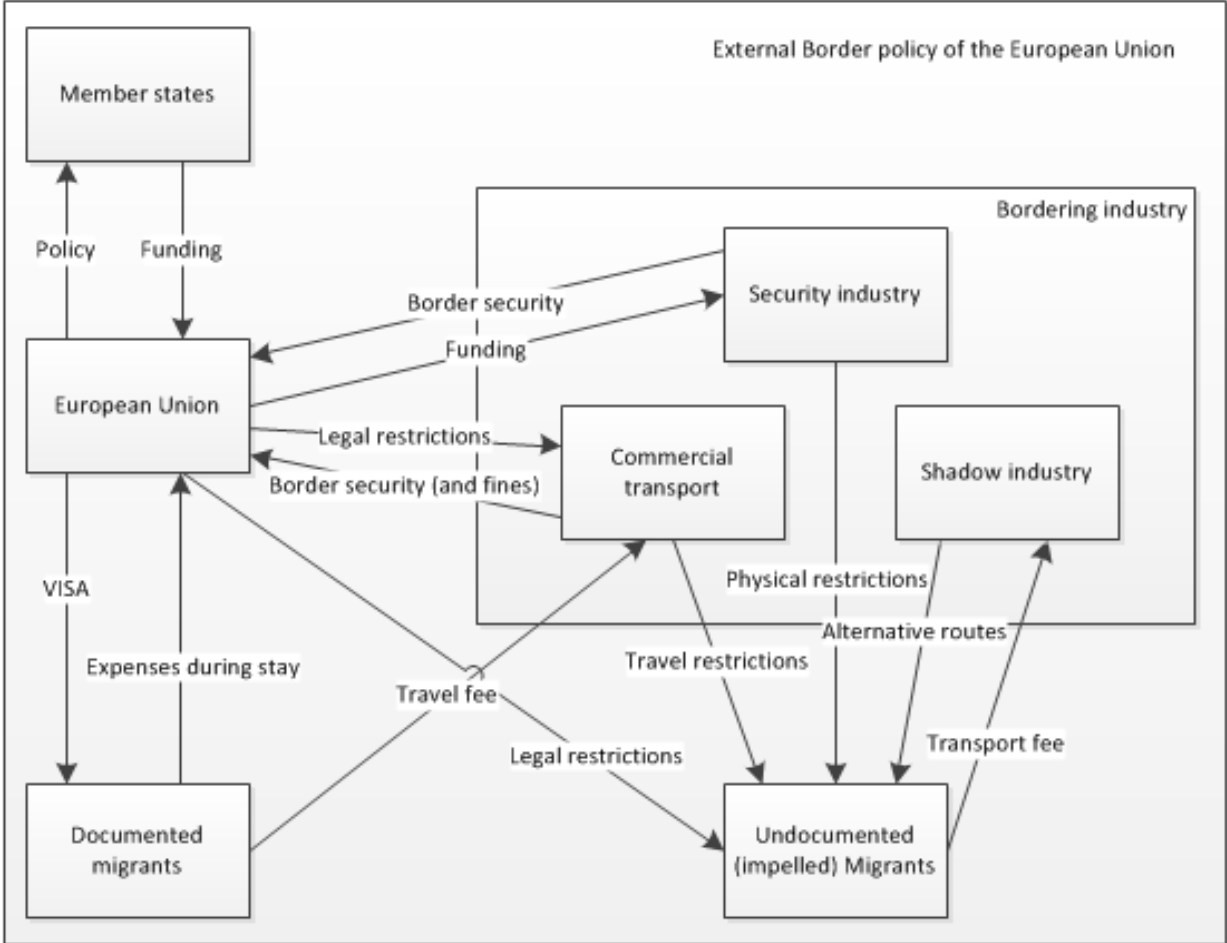 External Border policy of the European Union
Member states
Policy
Funding
Bordering industry
Security industry
Border security
Funding
European Union
Legal restrictions
Border security (and fines)
Commercial
transport
Shadow industry
VISA
Physical restrictions
Alternative routes
Expenses during stay
Travel restrictions
Travel fee
Transport fee
Legal restrictions
Documented
migrants
Undocumented
(impelled) Migrants